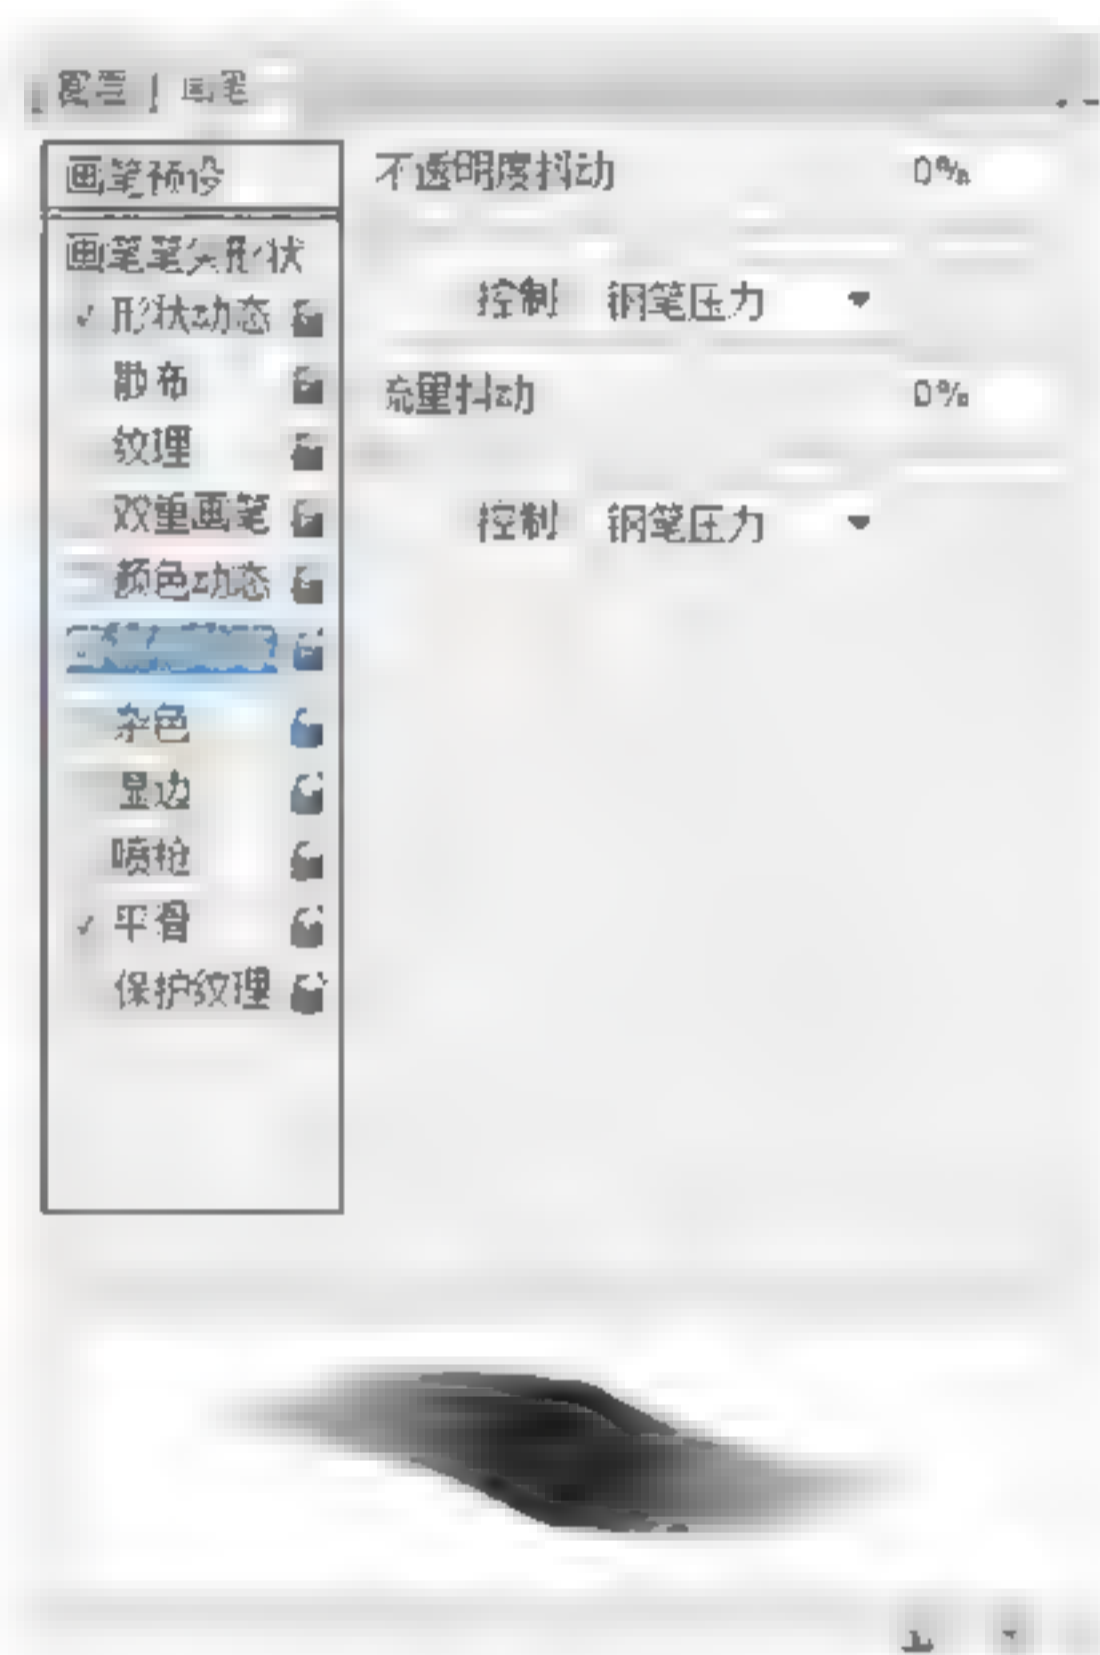 画笔
画笔预设
画笔笔尖形状
✓ 形状动态
散布
纹理
双重画笔
颜色动态
杂色
显边
喷枪
✓ 平滑
保护纹理
不透明度抖动 0%
控制 钢笔压力
流量抖动 0%
控制 钢笔压力